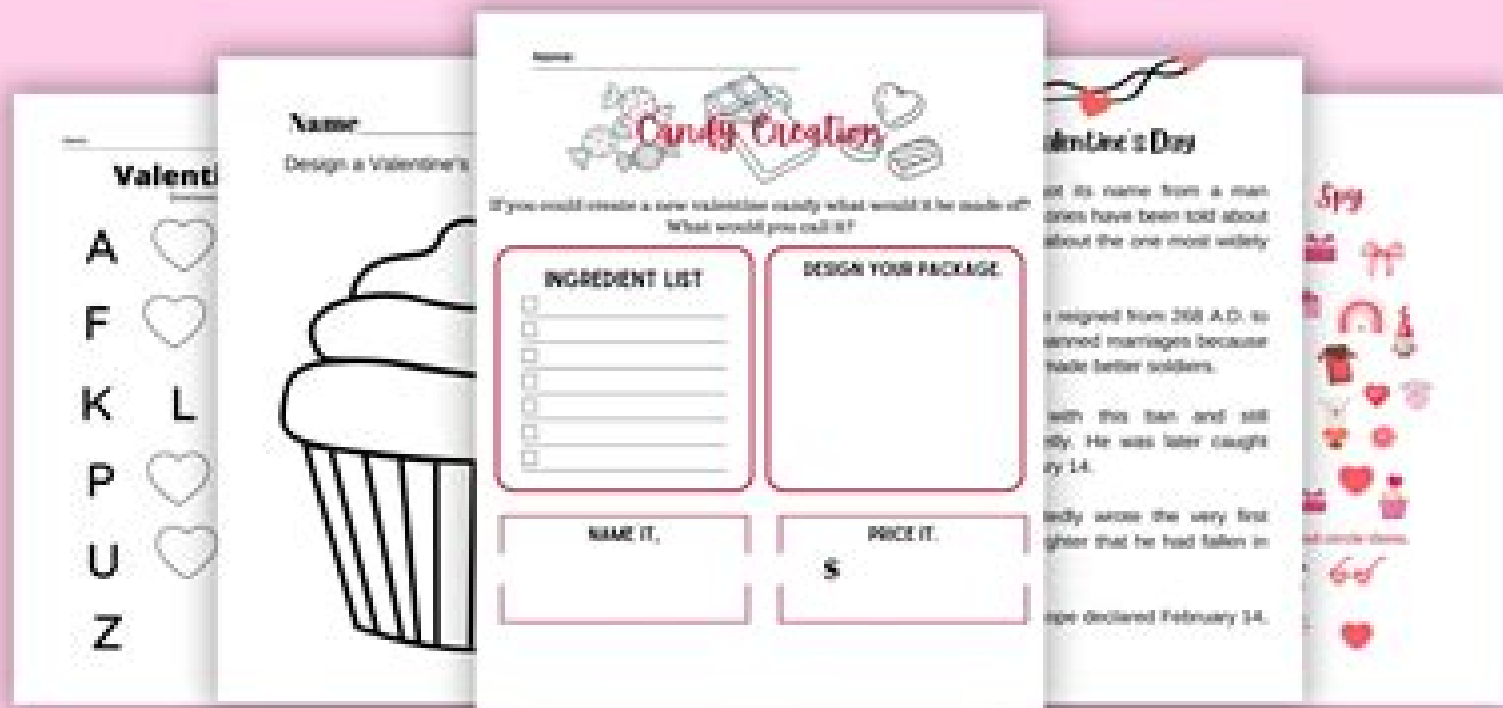 Valenti
A
F
K L
P
U
Z
Name
Design a Valentine's
Name
Candy Creation
If you could create a new valentine candy what would it be made of?
What would you call it?
INGREDIENT LIST
DESIGN YOUR PACKAGE
NAME IT.
PRICE IT.
$
alentine's Day
ot its name from a man
ories have been told about
about the one most widely
reigned from 268 A.D. to
anned marriages because
made better soldiers.
with this ban and still
tly. He was later caught
ry 14.
edly wrote the very first
ghter that he had fallen in
ope declared February 14,
Spy